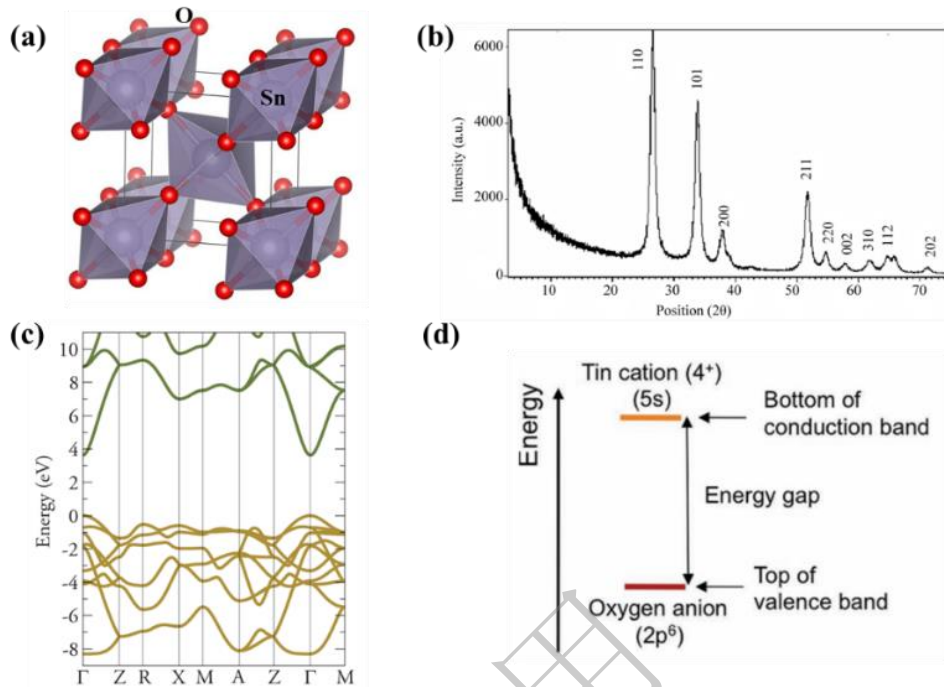 (a)
O
Sn
(b)
6000
4000
2000
0
Intensity (a.u.)
110
101
200
211
220
002
310
112
202
10
20
30
40
50
60
70
Position (2θ)
(c)
10
8
6
4
2
0
-2
-4
-6
-8
Energy (eV)
Γ Z R X M A Z Γ M
(d)
Energy
Tin cation (4⁺)
(5s)
Bottom of
conduction band
Energy gap
Top of
valence band
Oxygen anion
(2p⁶)